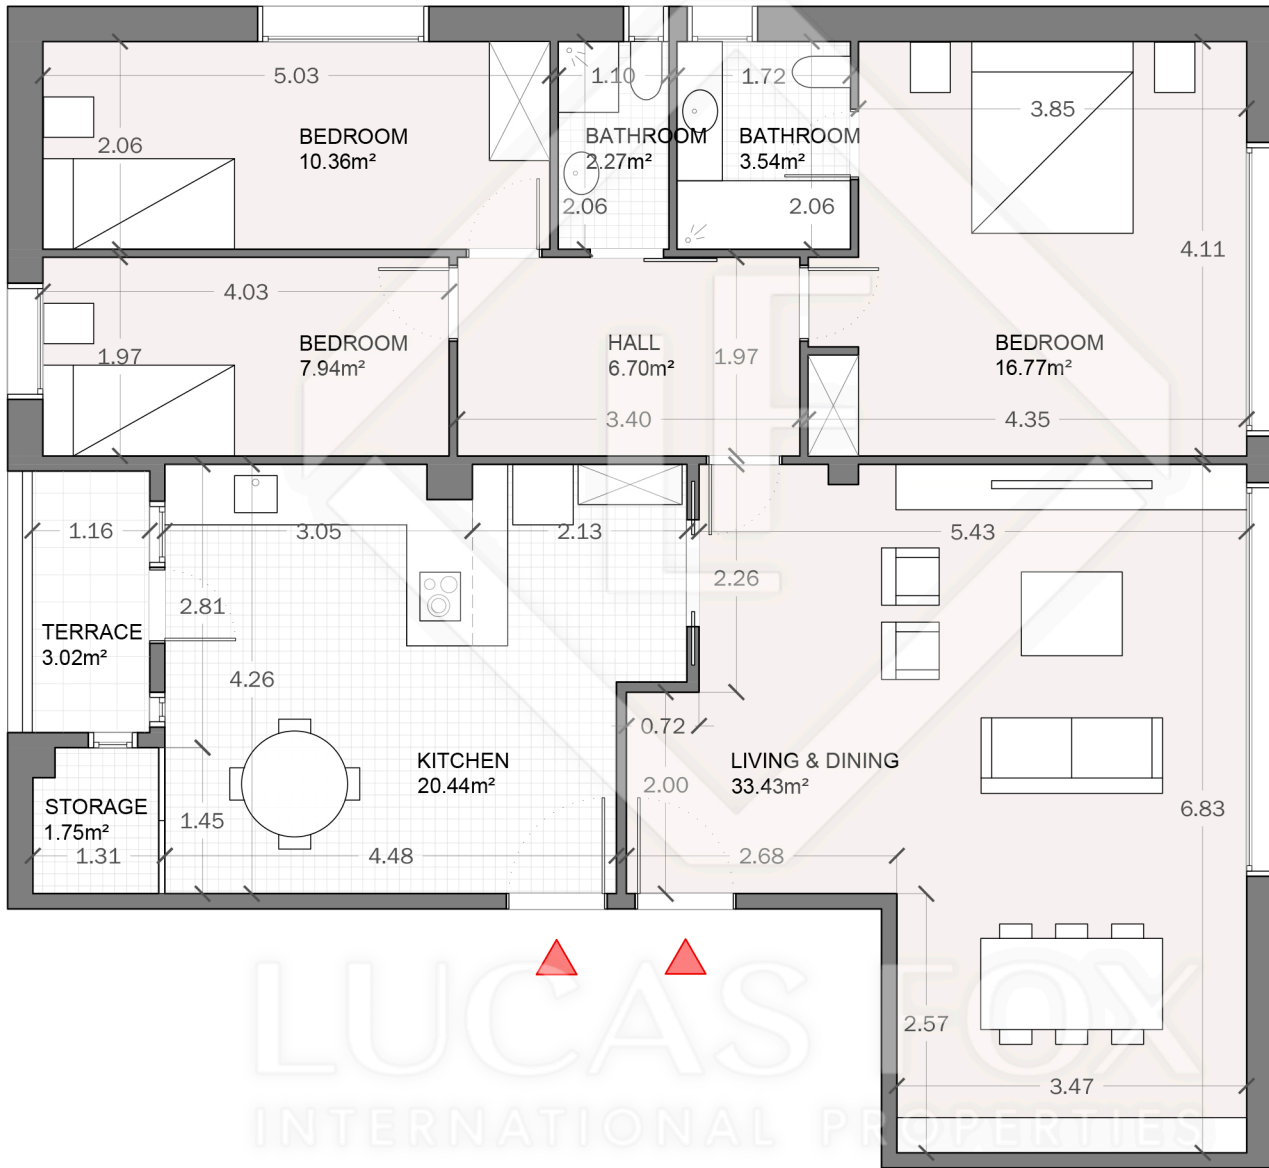 5.03
1.10
1.72
3.85
BEDROOM
10.36m²
2.06
BATHROOM
2.27m²
BATHROOM
3.54m²
2.06
2.06
4.11
4.03
BEDROOM
7.94m²
1.97
HALL
6.70m²
1.97
BEDROOM
16.77m²
3.40
4.35
1.16
3.05
2.13
5.43
2.26
2.81
TERRACE
3.02m²
4.26
0.72
KITCHEN
20.44m²
LIVING & DINING
33.43m²
2.00
STORAGE
1.75m²
1.45
6.83
1.31
4.48
2.68
2.57
3.47
LUCAS FOX
INTERNATIONAL PROPERTIES